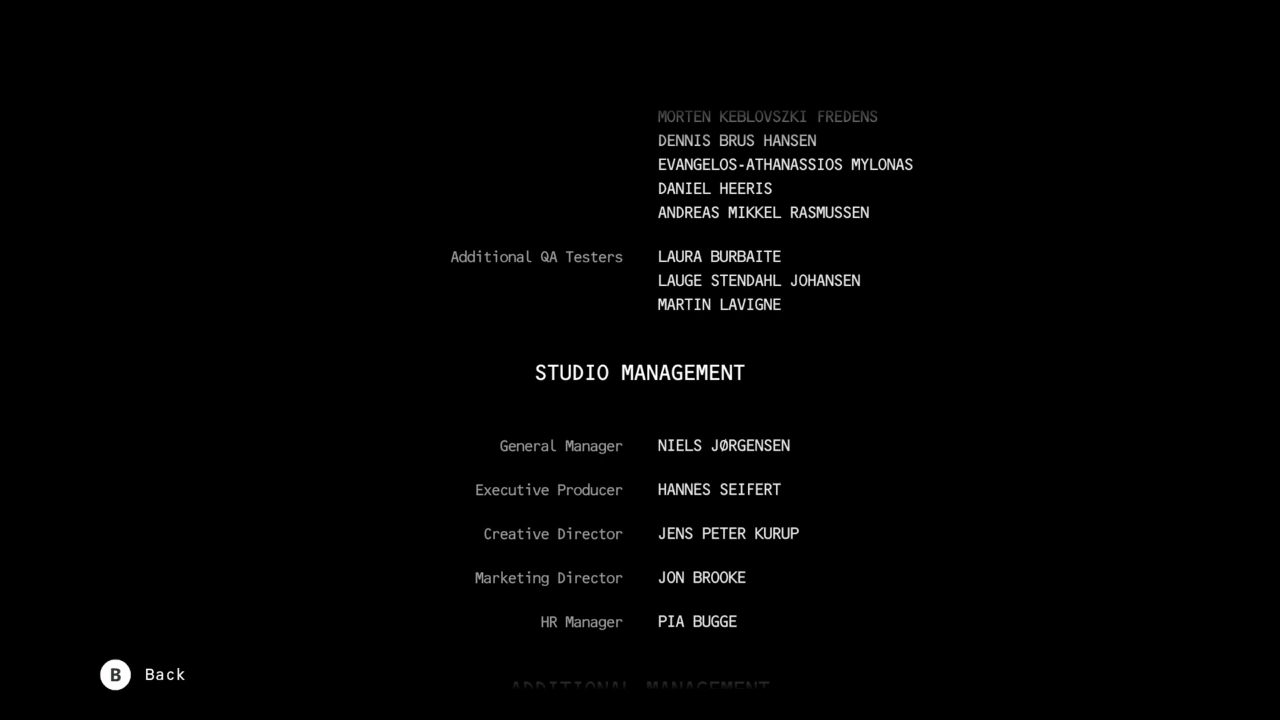 MORTEN KEBLOVSZKI FREDENS
DENNIS BRUS HANSEN
EVANGELOS-ATHANASSIOS MYLONAS
DANIEL HEERIS
ANDREAS MIKKEL RASMUSSEN
Additional QA Testers LAURA BURBAITE
LAUGE STENDAHL JOHANSEN
MARTIN LAVIGNE
STUDIO MANAGEMENT
General Manager NIELS JØRGENSEN
Executive Producer HANNES SEIFERT
Creative Director JENS PETER KURUP
Marketing Director JON BROOKE
HR Manager PIA BUGGE
B Back
ADDITIONAL MANAGEMENT